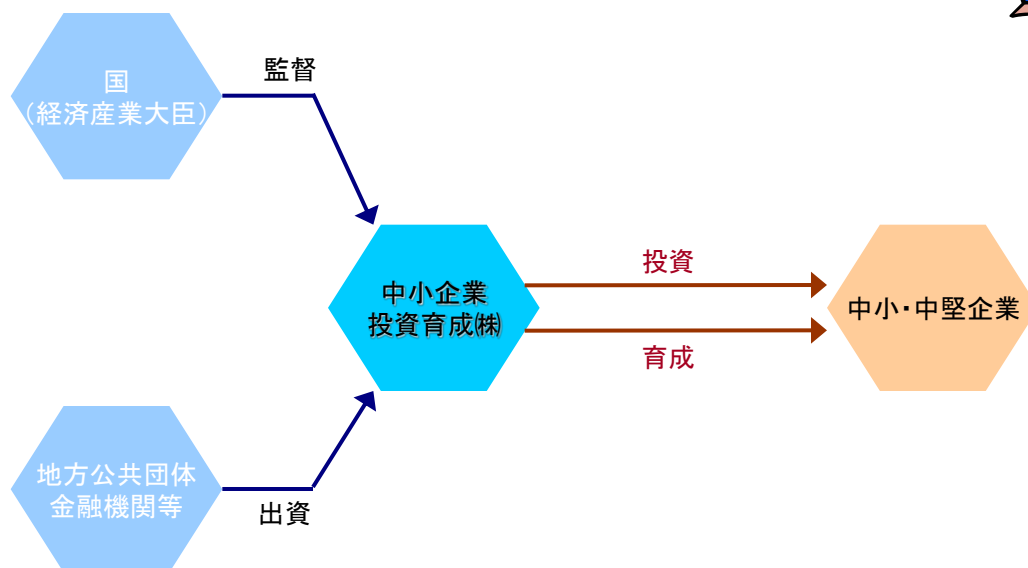 国
（経済産業大臣）
監督
中小企業
投資育成㈱
投資
育成
中小・中堅企業
地方公共団体
金融機関等
出資